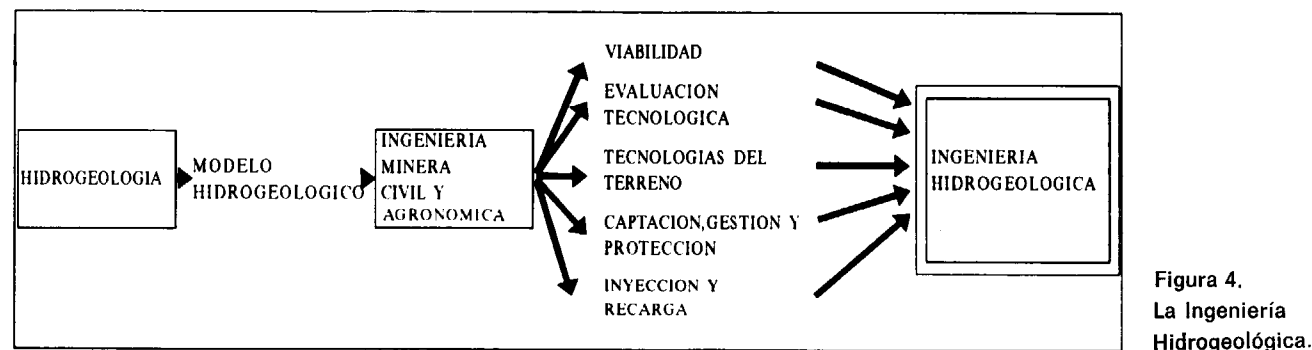 HIDROGEOLOGIA
MODELO
HIDROGEOLOGICO
INGENIERIA
MINERA
CIVIL Y
AGRONOMICA
VIABILIDAD
EVALUACION
TECNOLOGICA
TECNOLOGIAS DEL
TERRENO
CAPTACION,GESTION Y
PROTECCION
INYECCION Y
RECARGA
INGENIERIA
HIDROGEOLOGICA
Figura 4.
La Ingeniería
Hidrogeológica.